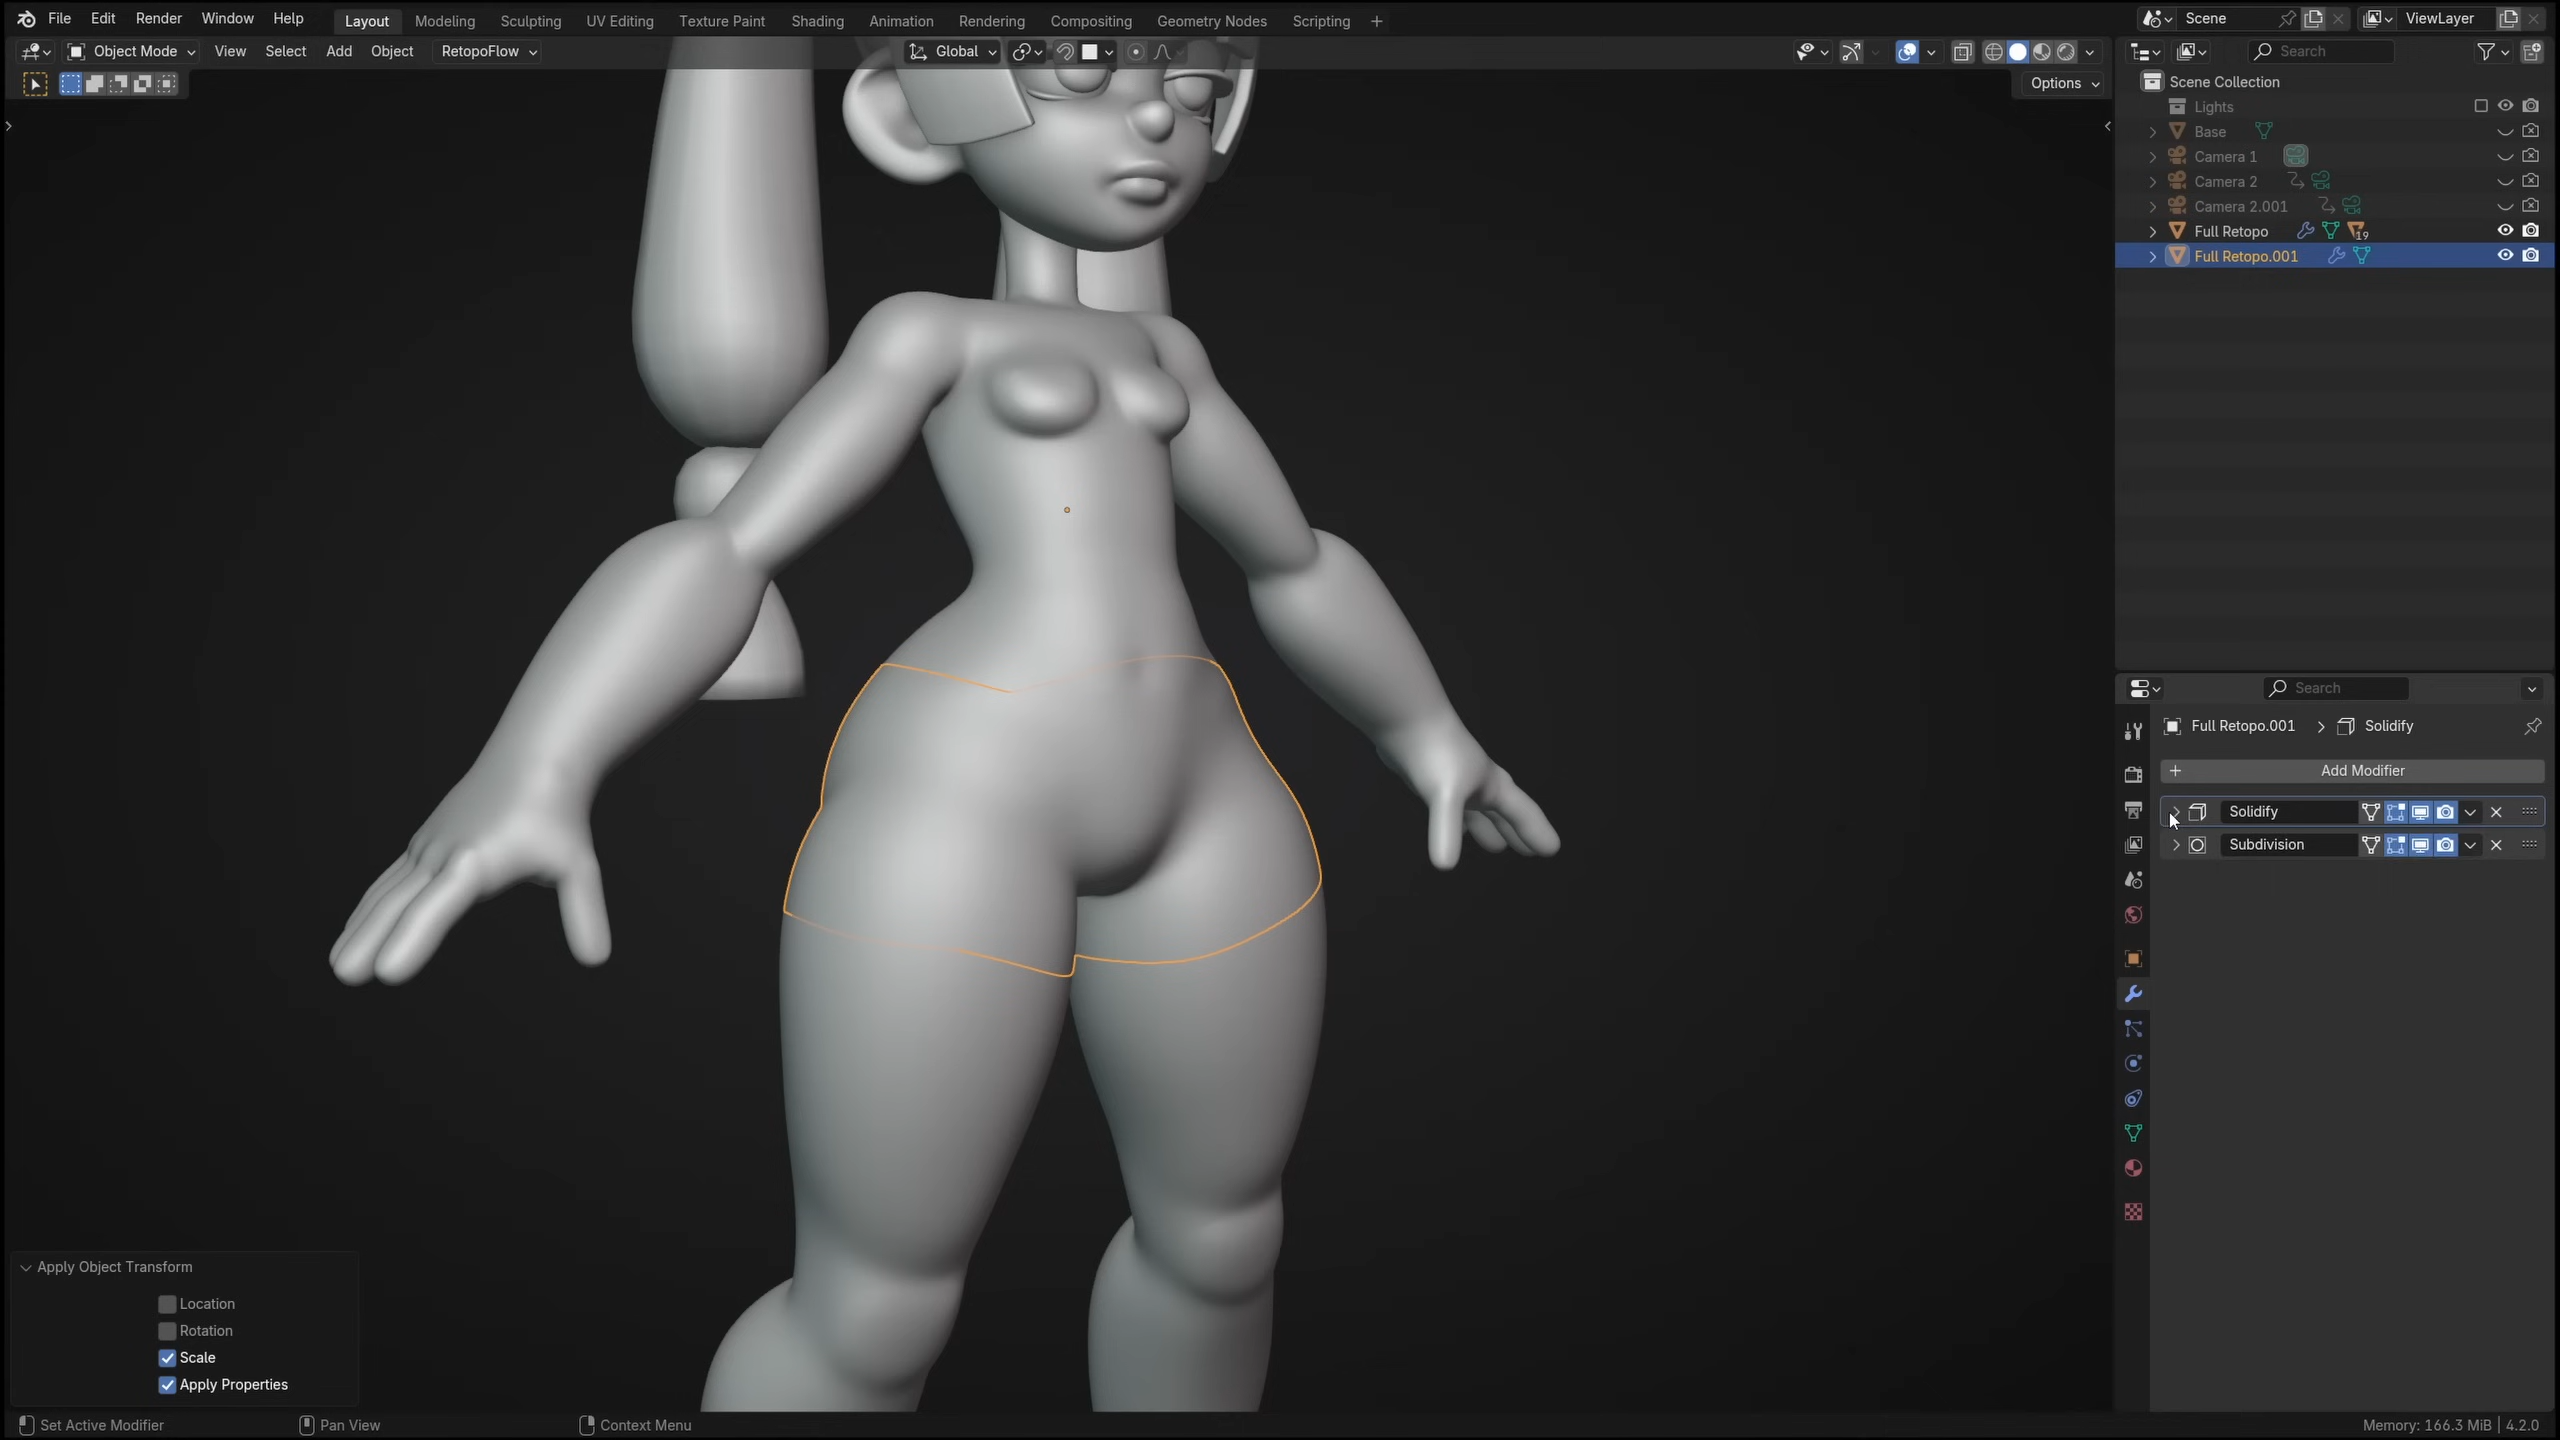 File Edit Render Window Help Layout Modeling Sculpting UV Editing Texture Paint Shading Animation Rendering Compositing Geometry Nodes Scripting + Scene ViewLayer
Object Mode View Select Add Object RetopoFlow Global Search
Options
Scene Collection
Lights
Base
Camera 1
Camera 2
Camera 2.001
Full Retopo 19
Full Retopo.001
Search
Full Retopo.001 > Solidify
+ Add Modifier
Solidify
Subdivision
Apply Object Transform
Location
Rotation
Scale
Apply Properties
Set Active Modifier Pan View Context Menu Memory: 166.3 MiB | 4.2.0